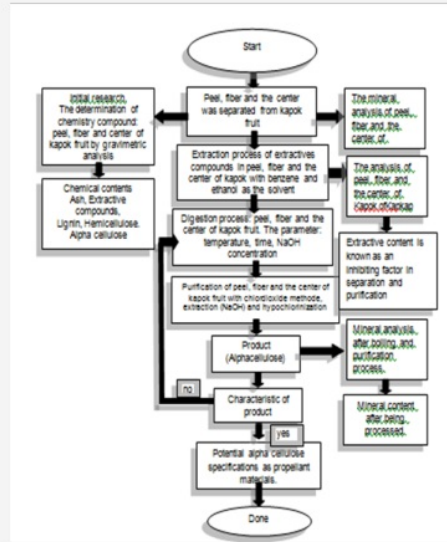 Start
Initial research
The determination of
chemistry compound:
peel, fiber and center of
kapok fruit by gravimetric
analysis
Peel, fiber and the center
was separated from kapok
fruit
The mineral
analysis of peel,
fiber and the
center of.
Extraction process of extractives
compounds in peel, fiber and the
center of kapok with benzene and
ethanol as the solvent
The analysis of
peel, fiber, and
the center, of
Kapok ofKapkap
Chemical contents
Ash, Extractive
compounds,
Lignin, Hemicellulose.
Alpha cellulose
Digestion process: peel, fiber and the
center of kapok fruit. The parameter:
temperature, time, NaOH
concentration
Extractive content is
known as an
inhibiting factor in
separation and
purification
Purification of peel, fiber and the center of
kapok fruit with chlordioxide methode,
extraction (NaOH) and hypochlorinization
Product
(Alphacellulose)
Mineral analysis,
after boiling, and
purification
process.
no
Characteristic of
product
Mineral content
after being
processed.
yes
Potential alpha cellulose
specifications as propellant
materials.
Done